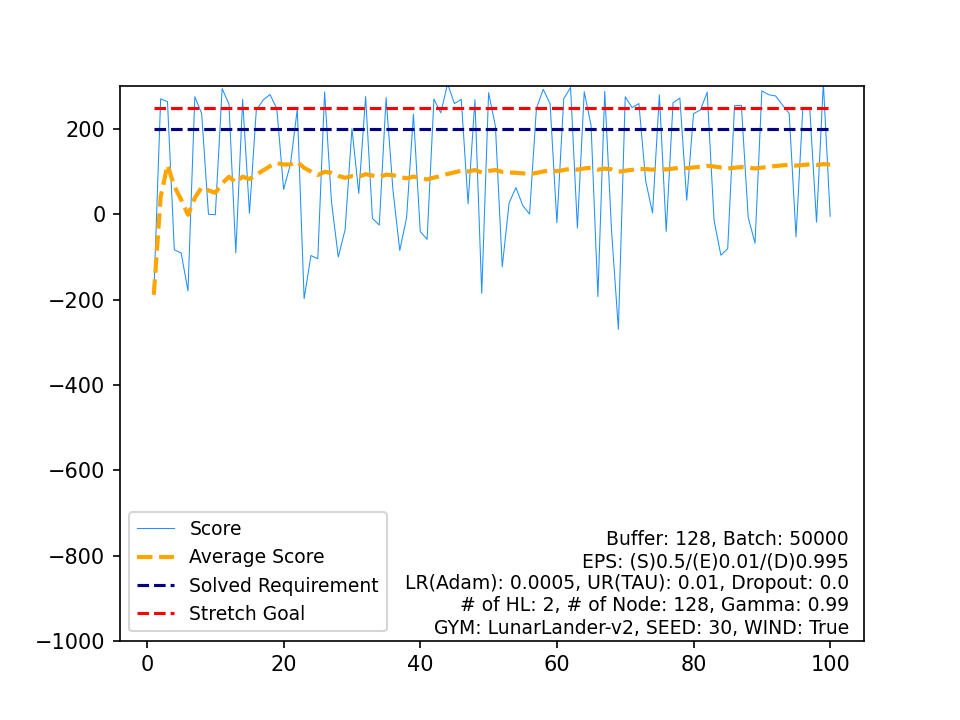 200
0
−200
−400
−600
−800
−1000
0 20 40 60 80 100
Score
Average Score
Solved Requirement
Stretch Goal
Buffer: 128, Batch: 50000
EPS: (S)0.5/(E)0.01/(D)0.995
LR(Adam): 0.0005, UR(TAU): 0.01, Dropout: 0.0
# of HL: 2, # of Node: 128, Gamma: 0.99
GYM: LunarLander-v2, SEED: 30, WIND: True